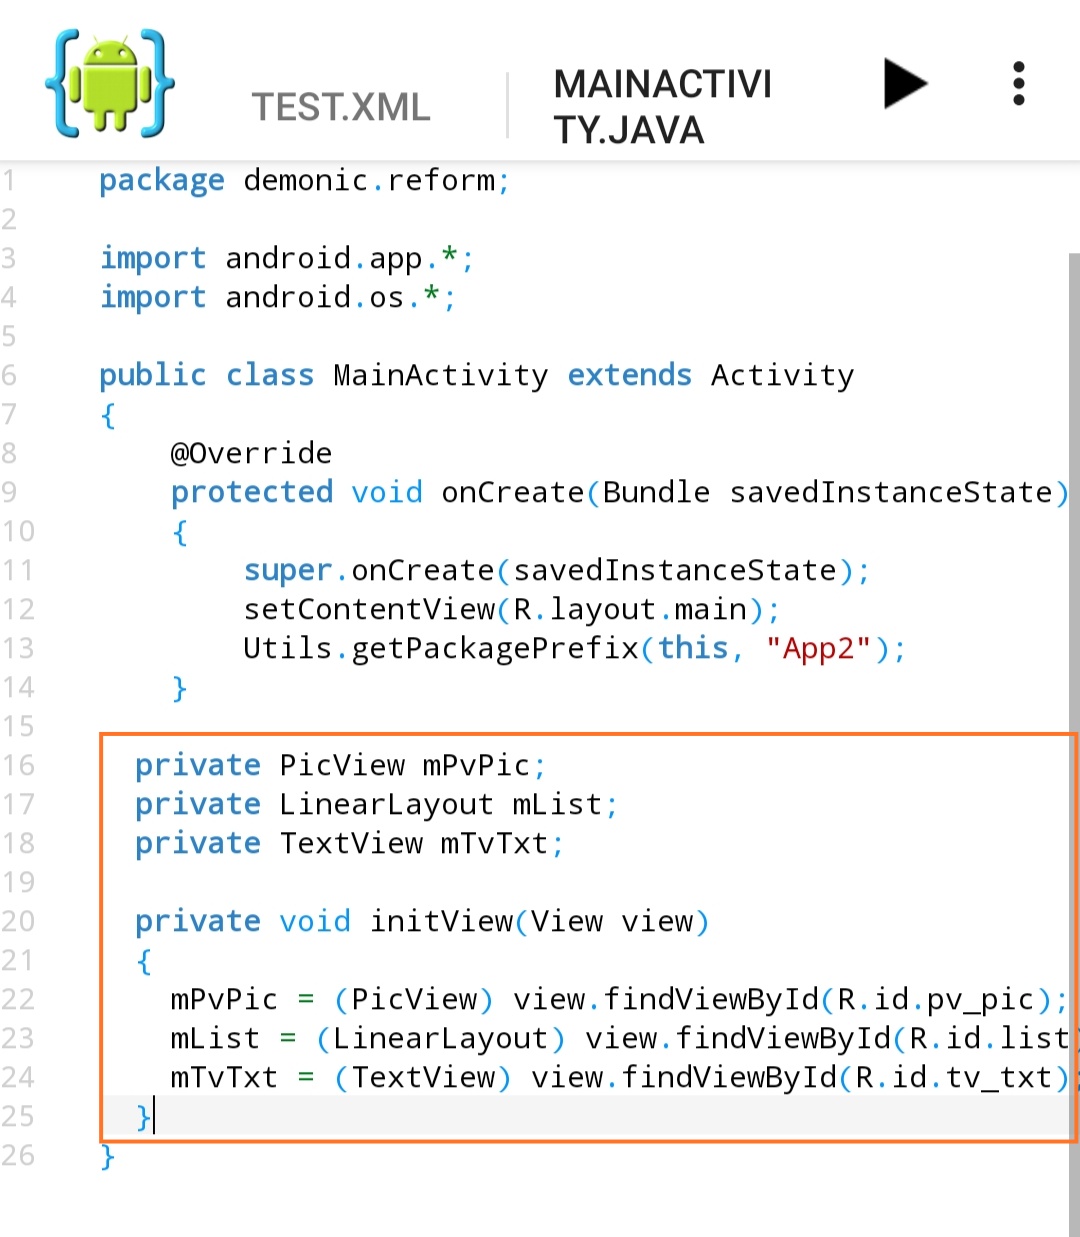 TEST.XML
MAINACTIVI
TY.JAVA
1 package demonic.reform;
2
3 import android.app.*;
4 import android.os.*;
5
6 public class MainActivity extends Activity
7 {
8 @Override
9 protected void onCreate(Bundle savedInstanceState)
10 {
11 super.onCreate(savedInstanceState);
12 setContentView(R.layout.main);
13 Utils.getPackagePrefix(this, "App2");
14 }
15
16 private PicView mPvPic;
17 private LinearLayout mList;
18 private TextView mTvTxt;
19
20 private void initView(View view)
21 {
22 mPvPic = (PicView) view.findViewById(R.id.pv_pic);
23 mList = (LinearLayout) view.findViewById(R.id.list)
24 mTvTxt = (TextView) view.findViewById(R.id.tv_txt);
25 }
26 }